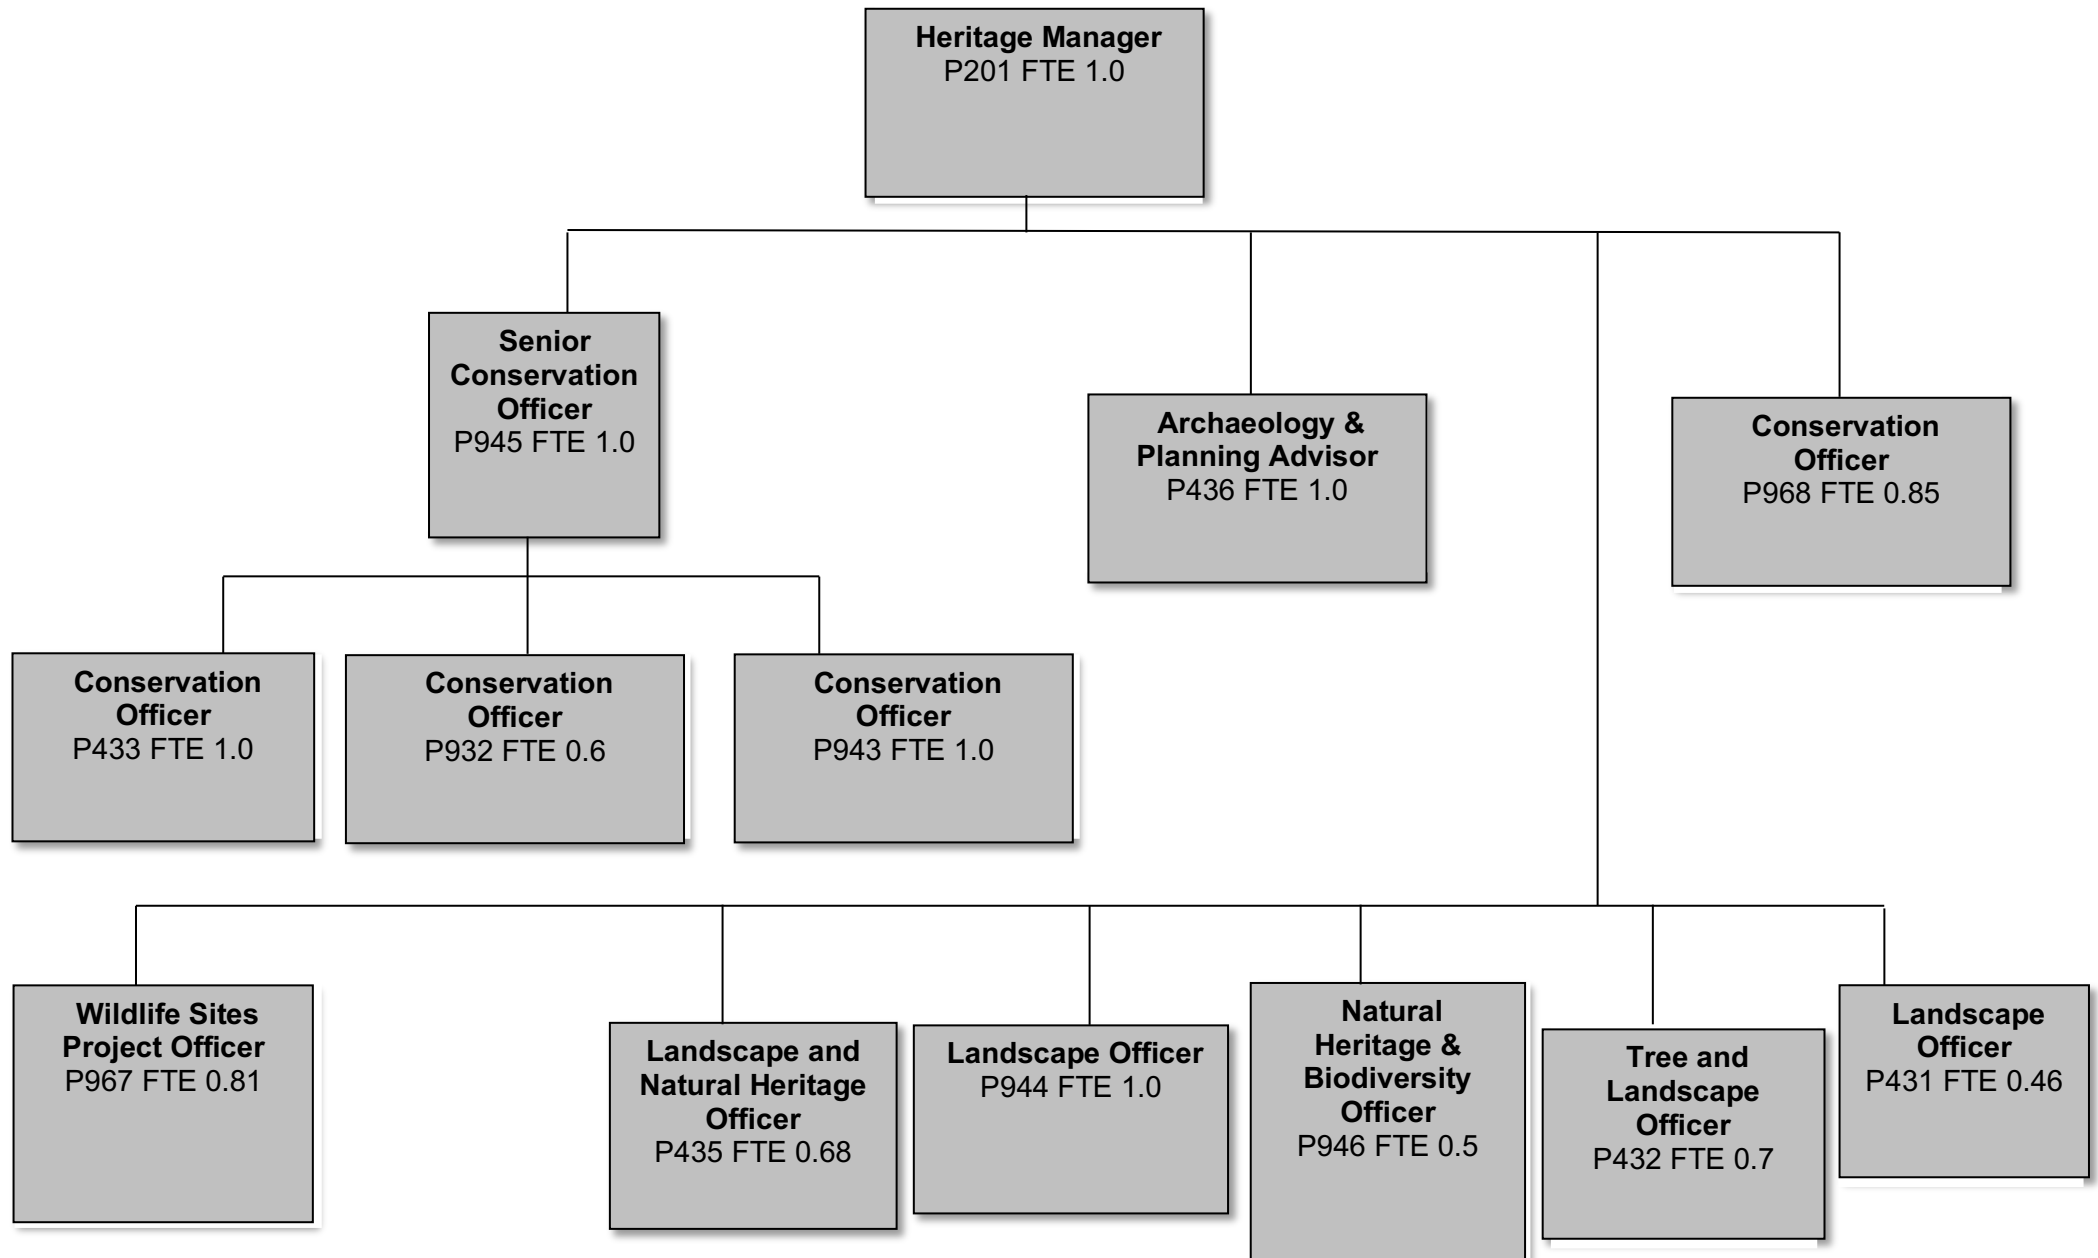 Heritage Manager
P201 FTE 1.0
Senior
Conservation
Officer
P945 FTE 1.0
Archaeology &
Planning Advisor
P436 FTE 1.0
Conservation
Officer
P968 FTE 0.85
Conservation
Officer
P433 FTE 1.0
Conservation
Officer
P932 FTE 0.6
Conservation
Officer
P943 FTE 1.0
Wildlife Sites
Project Officer
P967 FTE 0.81
Landscape and
Natural Heritage
Officer
P435 FTE 0.68
Landscape Officer
P944 FTE 1.0
Natural
Heritage &
Biodiversity
Officer
P946 FTE 0.5
Tree and
Landscape
Officer
P432 FTE 0.7
Landscape
Officer
P431 FTE 0.46